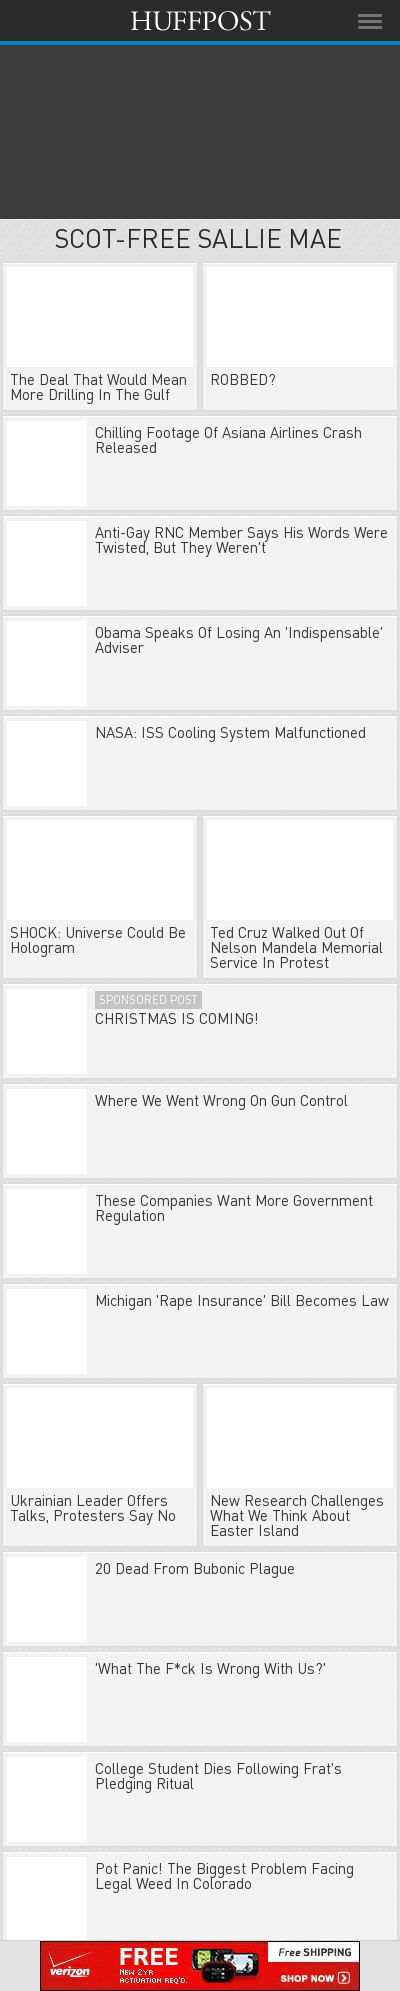 HUFFPOST
SCOT-FREE SALLIE MAE
The Deal That Would Mean
More Drilling In The Gulf
ROBBED?
Chilling Footage Of Asiana Airlines Crash
Released
Anti-Gay RNC Member Says His Words Were
Twisted, But They Weren't
Obama Speaks Of Losing An 'Indispensable'
Adviser
NASA: ISS Cooling System Malfunctioned
SHOCK: Universe Could Be
Hologram
Ted Cruz Walked Out Of
Nelson Mandela Memorial
Service In Protest
SPONSORED POST
CHRISTMAS IS COMING!
Where We Went Wrong On Gun Control
These Companies Want More Government
Regulation
Michigan 'Rape Insurance' Bill Becomes Law
Ukrainian Leader Offers
Talks, Protesters Say No
New Research Challenges
What We Think About
Easter Island
20 Dead From Bubonic Plague
'What The F*ck Is Wrong With Us?'
College Student Dies Following Frat's
Pledging Ritual
Pot Panic! The Biggest Problem Facing
Legal Weed In Colorado
verizon
FREE
NEW 2YR
ACTIVATION REQ'D.
Free SHIPPING
SHOP NOW